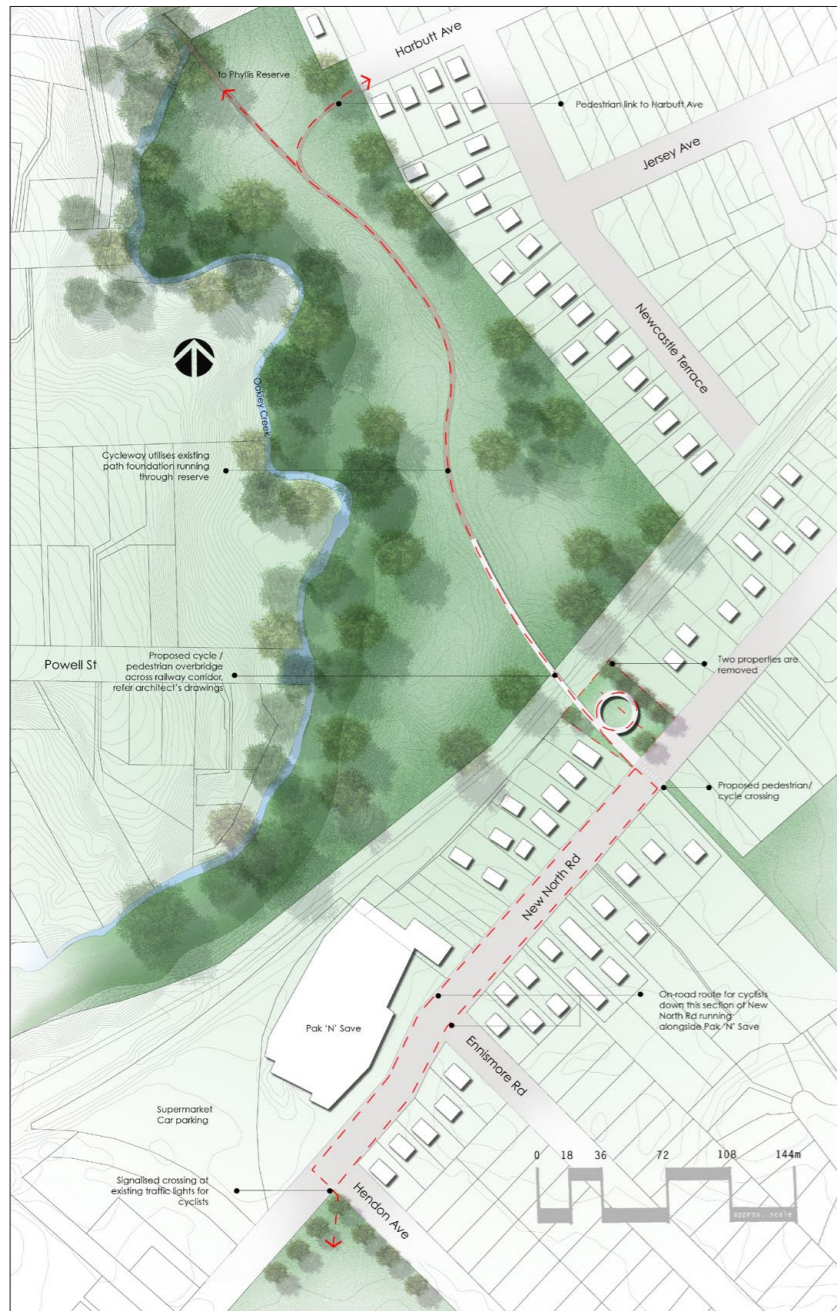 Harbutt Ave
to Phyllis Reserve
Pedestrian link to Harbutt Ave
Jersey Ave
Newcastle Terrace
Oakley Creek
Cycleway utilises existing
path foundation running
through reserve
Powell St
Proposed cycle /
pedestrian overbridge
across railway corridor,
refer architect's drawings
Two properties are
removed
Proposed pedestrian/
cycle crossing
New North Rd
On-road route for cyclists
down this section of New
North Rd running
alongside Pak 'N' Save
Pak 'N' Save
Ennismore Rd
Supermarket
Car parking
0 18 36 72 108 144m
approx. scale
Signalised crossing at
existing traffic lights for
cyclists
Hendon Ave